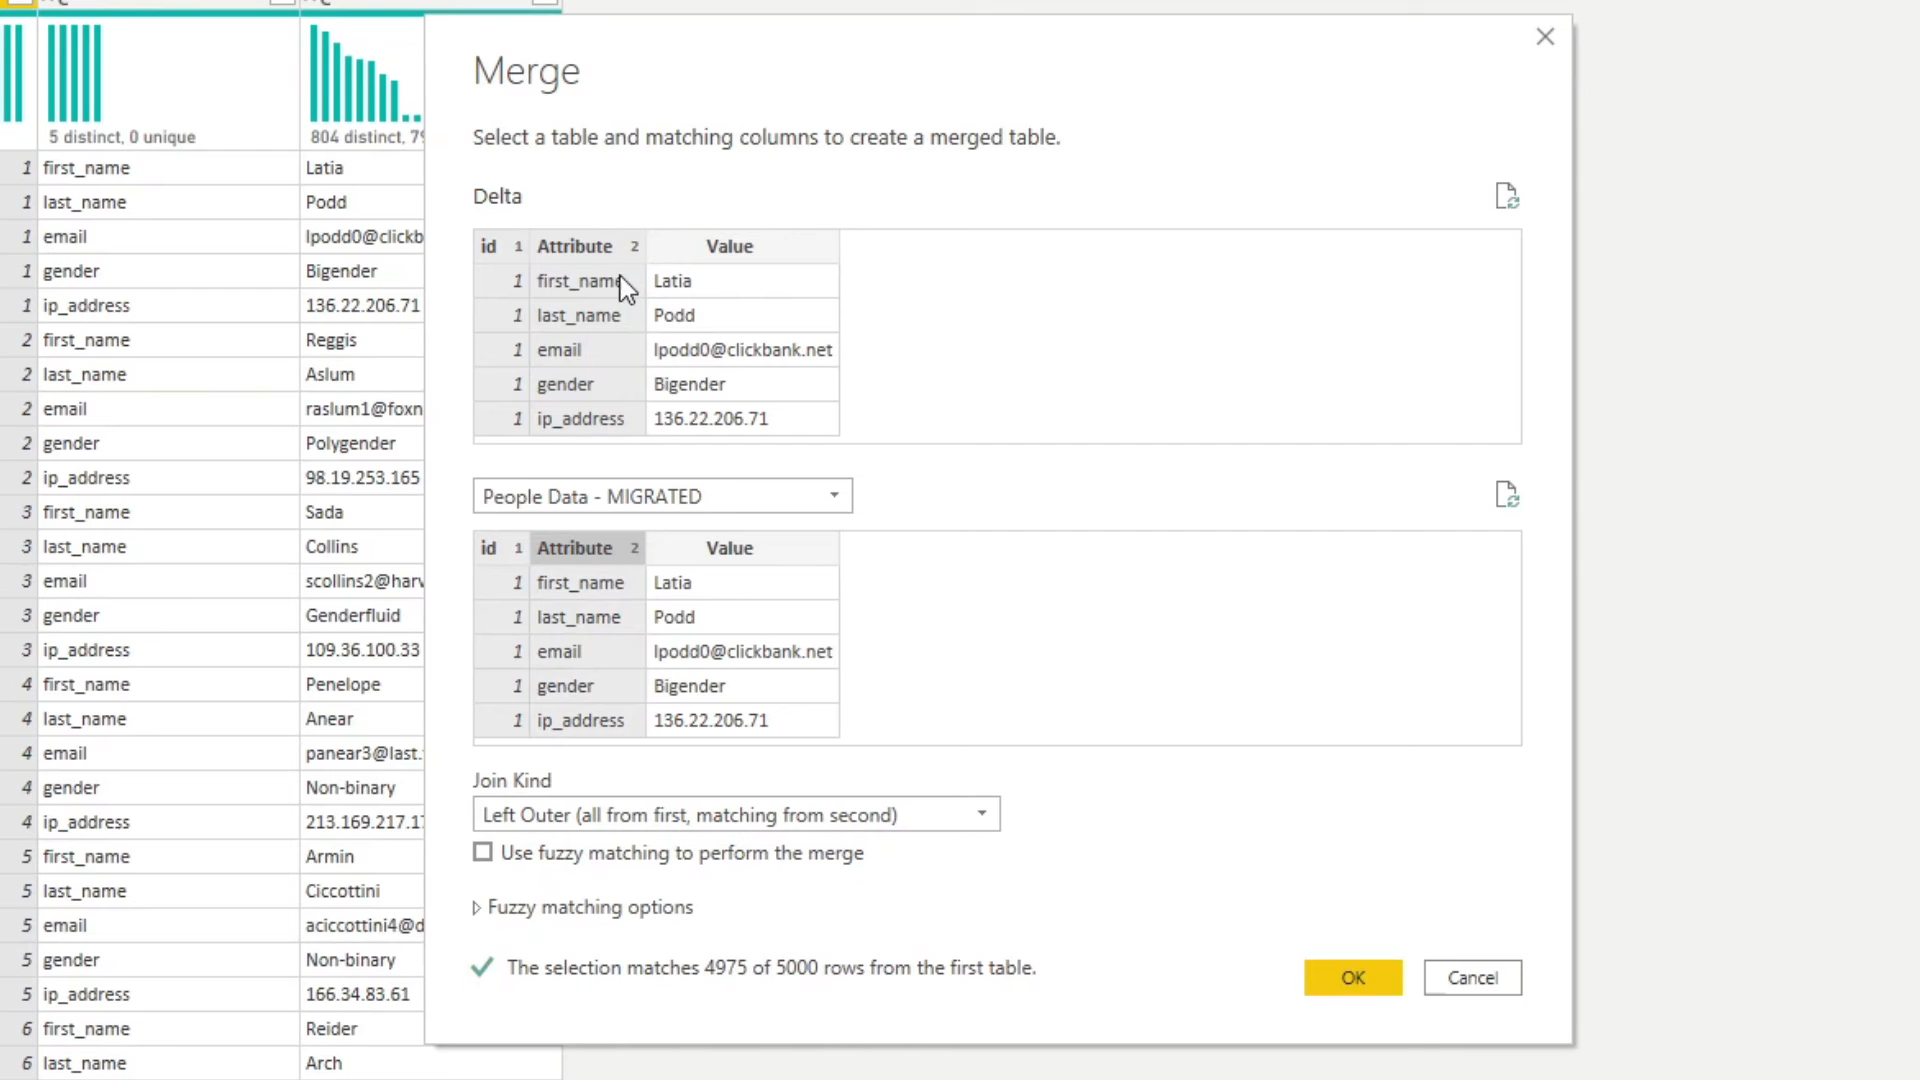 5 distinct, 0 unique
804 distinct, 79
1 first_name Latia
1 last_name Podd
1 email lpodd0@clickb
1 gender Bigender
1 ip_address 136.22.206.71
2 first_name Reggis
2 last_name Aslum
2 email raslum1@foxn
2 gender Polygender
2 ip_address 98.19.253.165
3 first_name Sada
3 last_name Collins
3 email scollins2@harv
3 gender Genderfluid
3 ip_address 109.36.100.33
4 first_name Penelope
4 last_name Anear
4 email panear3@last.
4 gender Non-binary
4 ip_address 213.169.217.17
5 first_name Armin
5 last_name Ciccottini
5 email aciccottini4@d
5 gender Non-binary
5 ip_address 166.34.83.61
6 first_name Reider
6 last_name Arch
Merge
Select a table and matching columns to create a merged table.
Delta
id 1 Attribute 2 Value
1 first_name Latia
1 last_name Podd
1 email lpodd0@clickbank.net
1 gender Bigender
1 ip_address 136.22.206.71
People Data - MIGRATED
id 1 Attribute 2 Value
1 first_name Latia
1 last_name Podd
1 email lpodd0@clickbank.net
1 gender Bigender
1 ip_address 136.22.206.71
Join Kind
Left Outer (all from first, matching from second)
Use fuzzy matching to perform the merge
Fuzzy matching options
The selection matches 4975 of 5000 rows from the first table.
OK Cancel